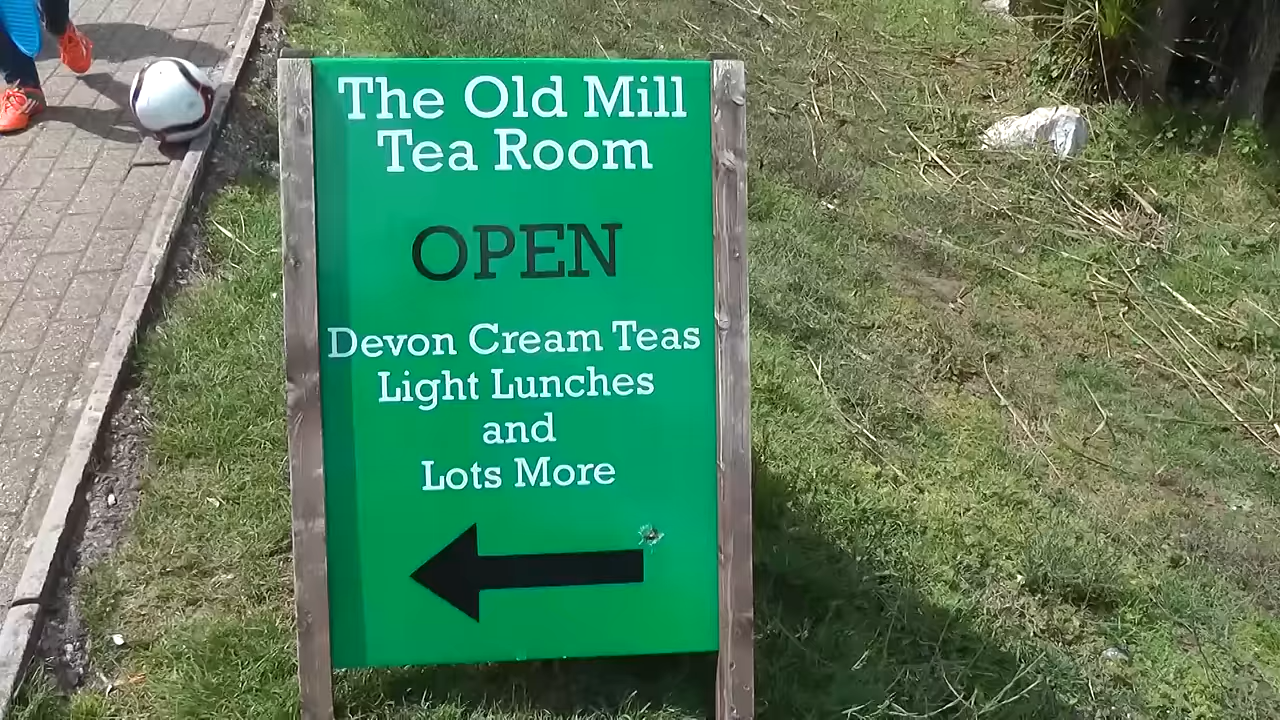 The Old Mill
Tea Room
OPEN
Devon Cream Teas
Light Lunches
and
Lots More